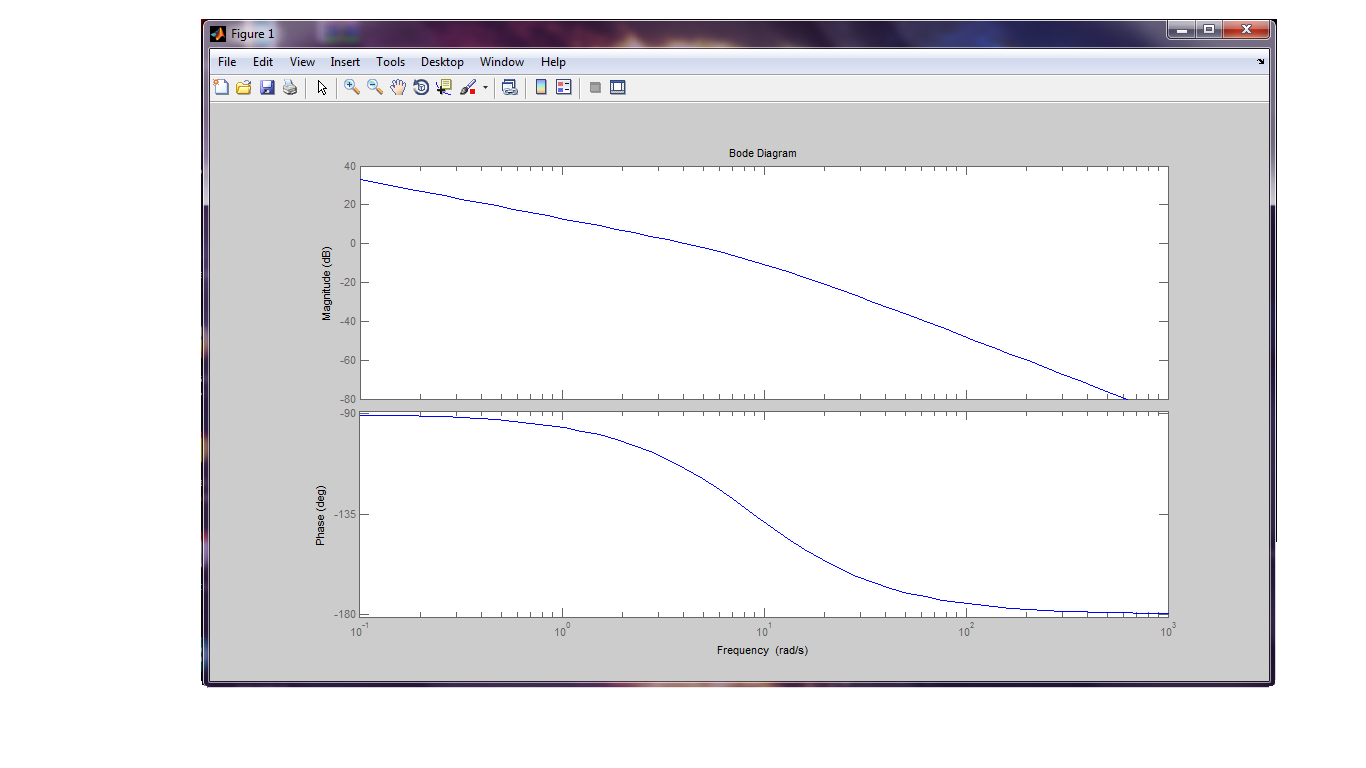 Figure 1
File Edit View Insert Tools Desktop Window Help
Bode Diagram
40
20
0
-20
-40
-60
-80
Magnitude (dB)
-90
-135
-180
Phase (deg)
10^-1 10^0 10^1 10^2 10^3
Frequency (rad/s)